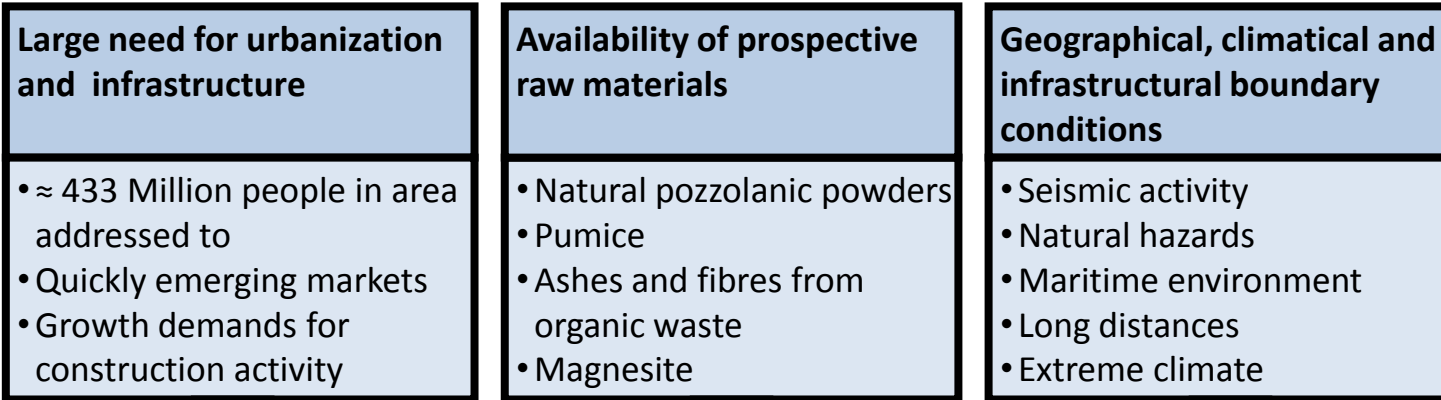 Large need for urbanization
and  infrastructure
• ≈ 433 Million people in area
addressed to
• Quickly emerging markets
• Growth demands for
construction activity
Availability of prospective
raw materials
• Natural pozzolanic powders
• Pumice
• Ashes and fibres from
organic waste
• Magnesite
Geographical, climatical and
infrastructural boundary
conditions
• Seismic activity
• Natural hazards
• Maritime environment
• Long distances
• Extreme climate